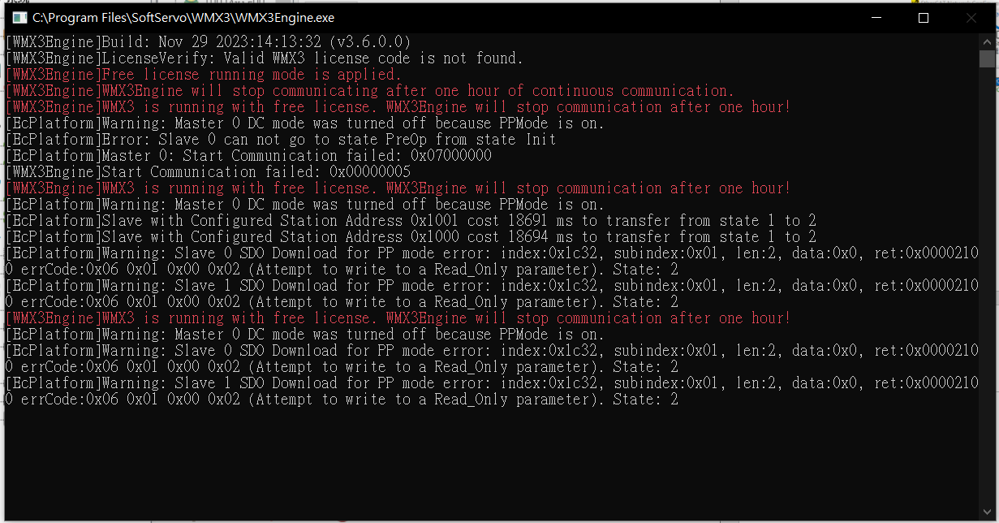 C:\Program Files\SoftServo\WMX3\WMX3Engine.exe
[WMX3Engine]Build: Nov 29 2023:14:13:32 (v3.6.0.0)
[WMX3Engine]LicenseVerify: Valid WMX3 license code is not found.
[WMX3Engine]Free license running mode is applied.
[WMX3Engine]WMX3Engine will stop communicating after one hour of continuous communication.
[WMX3Engine]WMX3 is running with free license. WMX3Engine will stop communication after one hour!
[EcPlatform]Warning: Master 0 DC mode was turned off because PPMode is on.
[EcPlatform]Error: Slave 0 can not go to state PreOp from state Init
[EcPlatform]Master 0: Start Communication failed: 0x07000000
[WMX3Engine]Start Communication failed: 0x00000005
[WMX3Engine]WMX3 is running with free license. WMX3Engine will stop communication after one hour!
[EcPlatform]Warning: Master 0 DC mode was turned off because PPMode is on.
[EcPlatform]Slave with Configured Station Address 0x1001 cost 18691 ms to transfer from state 1 to 2
[EcPlatform]Slave with Configured Station Address 0x1000 cost 18694 ms to transfer from state 1 to 2
[EcPlatform]Warning: Slave 0 SDO Download for PP mode error: index:0x1c32, subindex:0x01, len:2, data:0x0, ret:0x0000210
0 errCode:0x06 0x01 0x00 0x02 (Attempt to write to a Read_Only parameter). State: 2
[EcPlatform]Warning: Slave 1 SDO Download for PP mode error: index:0x1c32, subindex:0x01, len:2, data:0x0, ret:0x0000210
0 errCode:0x06 0x01 0x00 0x02 (Attempt to write to a Read_Only parameter). State: 2
[WMX3Engine]WMX3 is running with free license. WMX3Engine will stop communication after one hour!
[EcPlatform]Warning: Master 0 DC mode was turned off because PPMode is on.
[EcPlatform]Warning: Slave 0 SDO Download for PP mode error: index:0x1c32, subindex:0x01, len:2, data:0x0, ret:0x0000210
0 errCode:0x06 0x01 0x00 0x02 (Attempt to write to a Read_Only parameter). State: 2
[EcPlatform]Warning: Slave 1 SDO Download for PP mode error: index:0x1c32, subindex:0x01, len:2, data:0x0, ret:0x0000210
0 errCode:0x06 0x01 0x00 0x02 (Attempt to write to a Read_Only parameter). State: 2